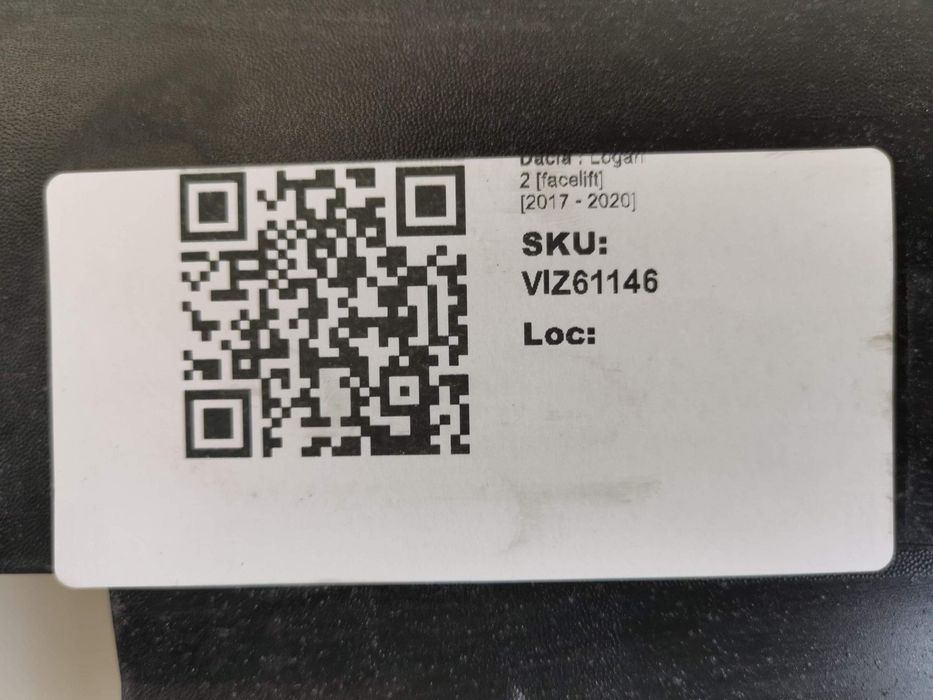 Dacia : Logan
2 [facelift]
[2017 - 2020]
SKU:
VIZ61146
Loc: